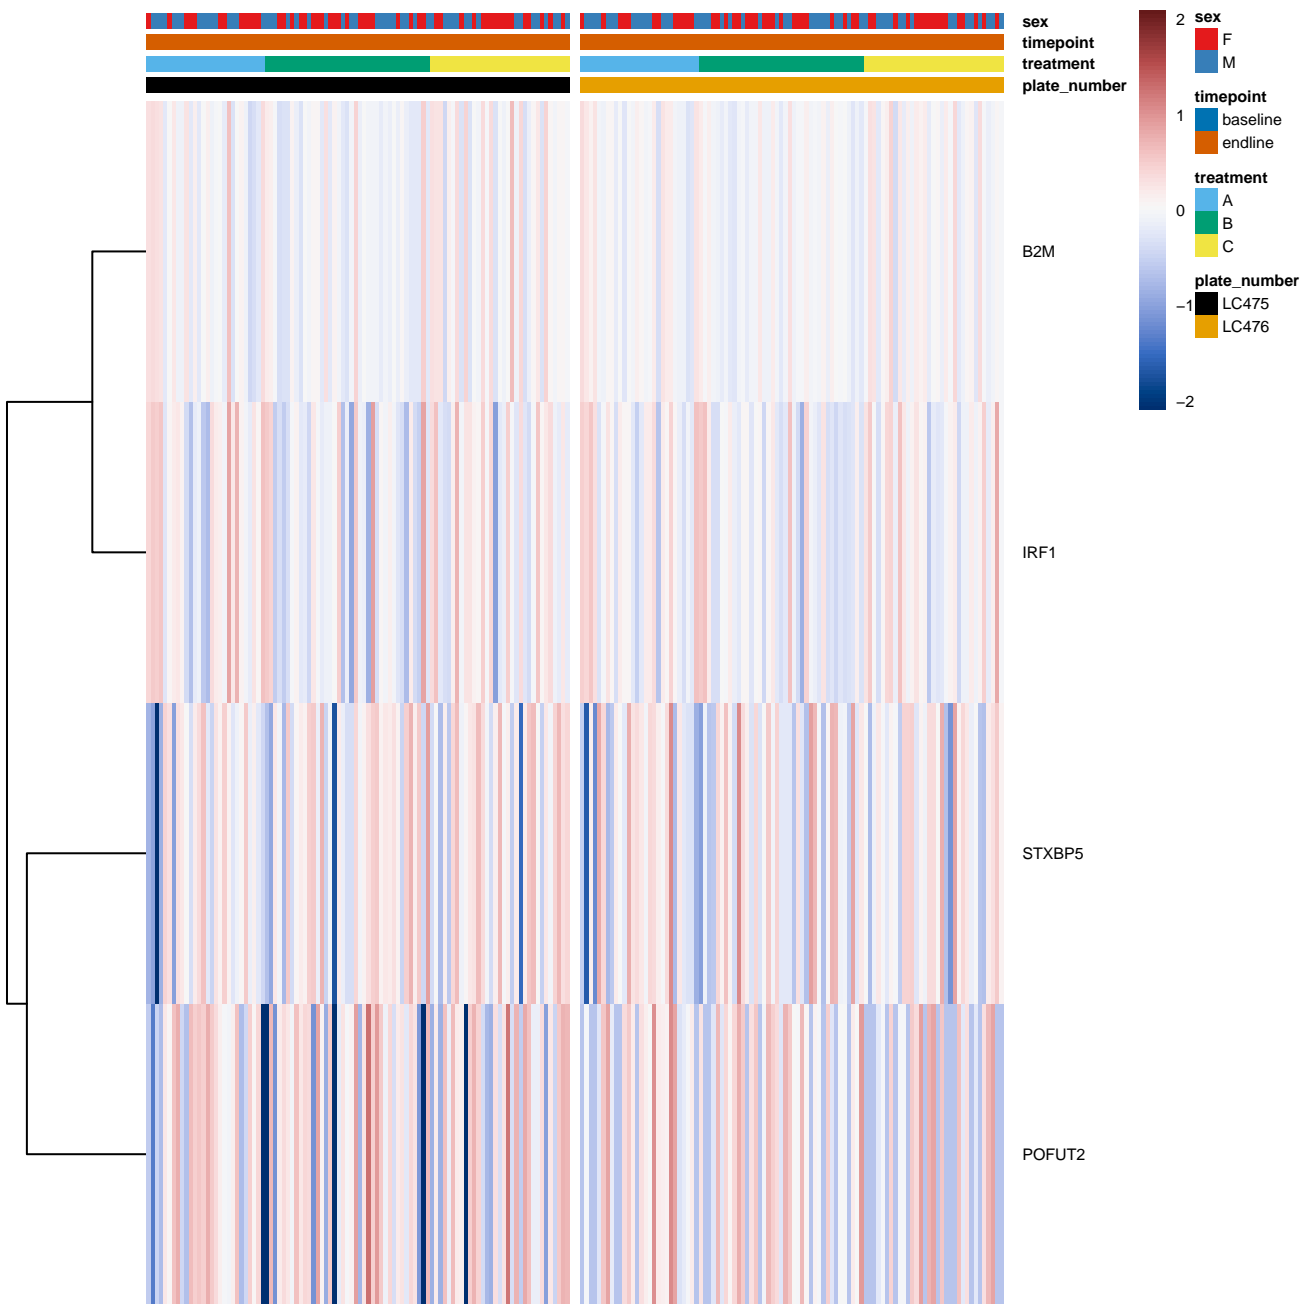 sex
timepoint
treatment
plate_number
B2M
IRF1
STXBP5
POFUT2
2
1
0
−1
−2
sex
F
M
timepoint
baseline
endline
treatment
A
B
C
plate_number
LC475
LC476